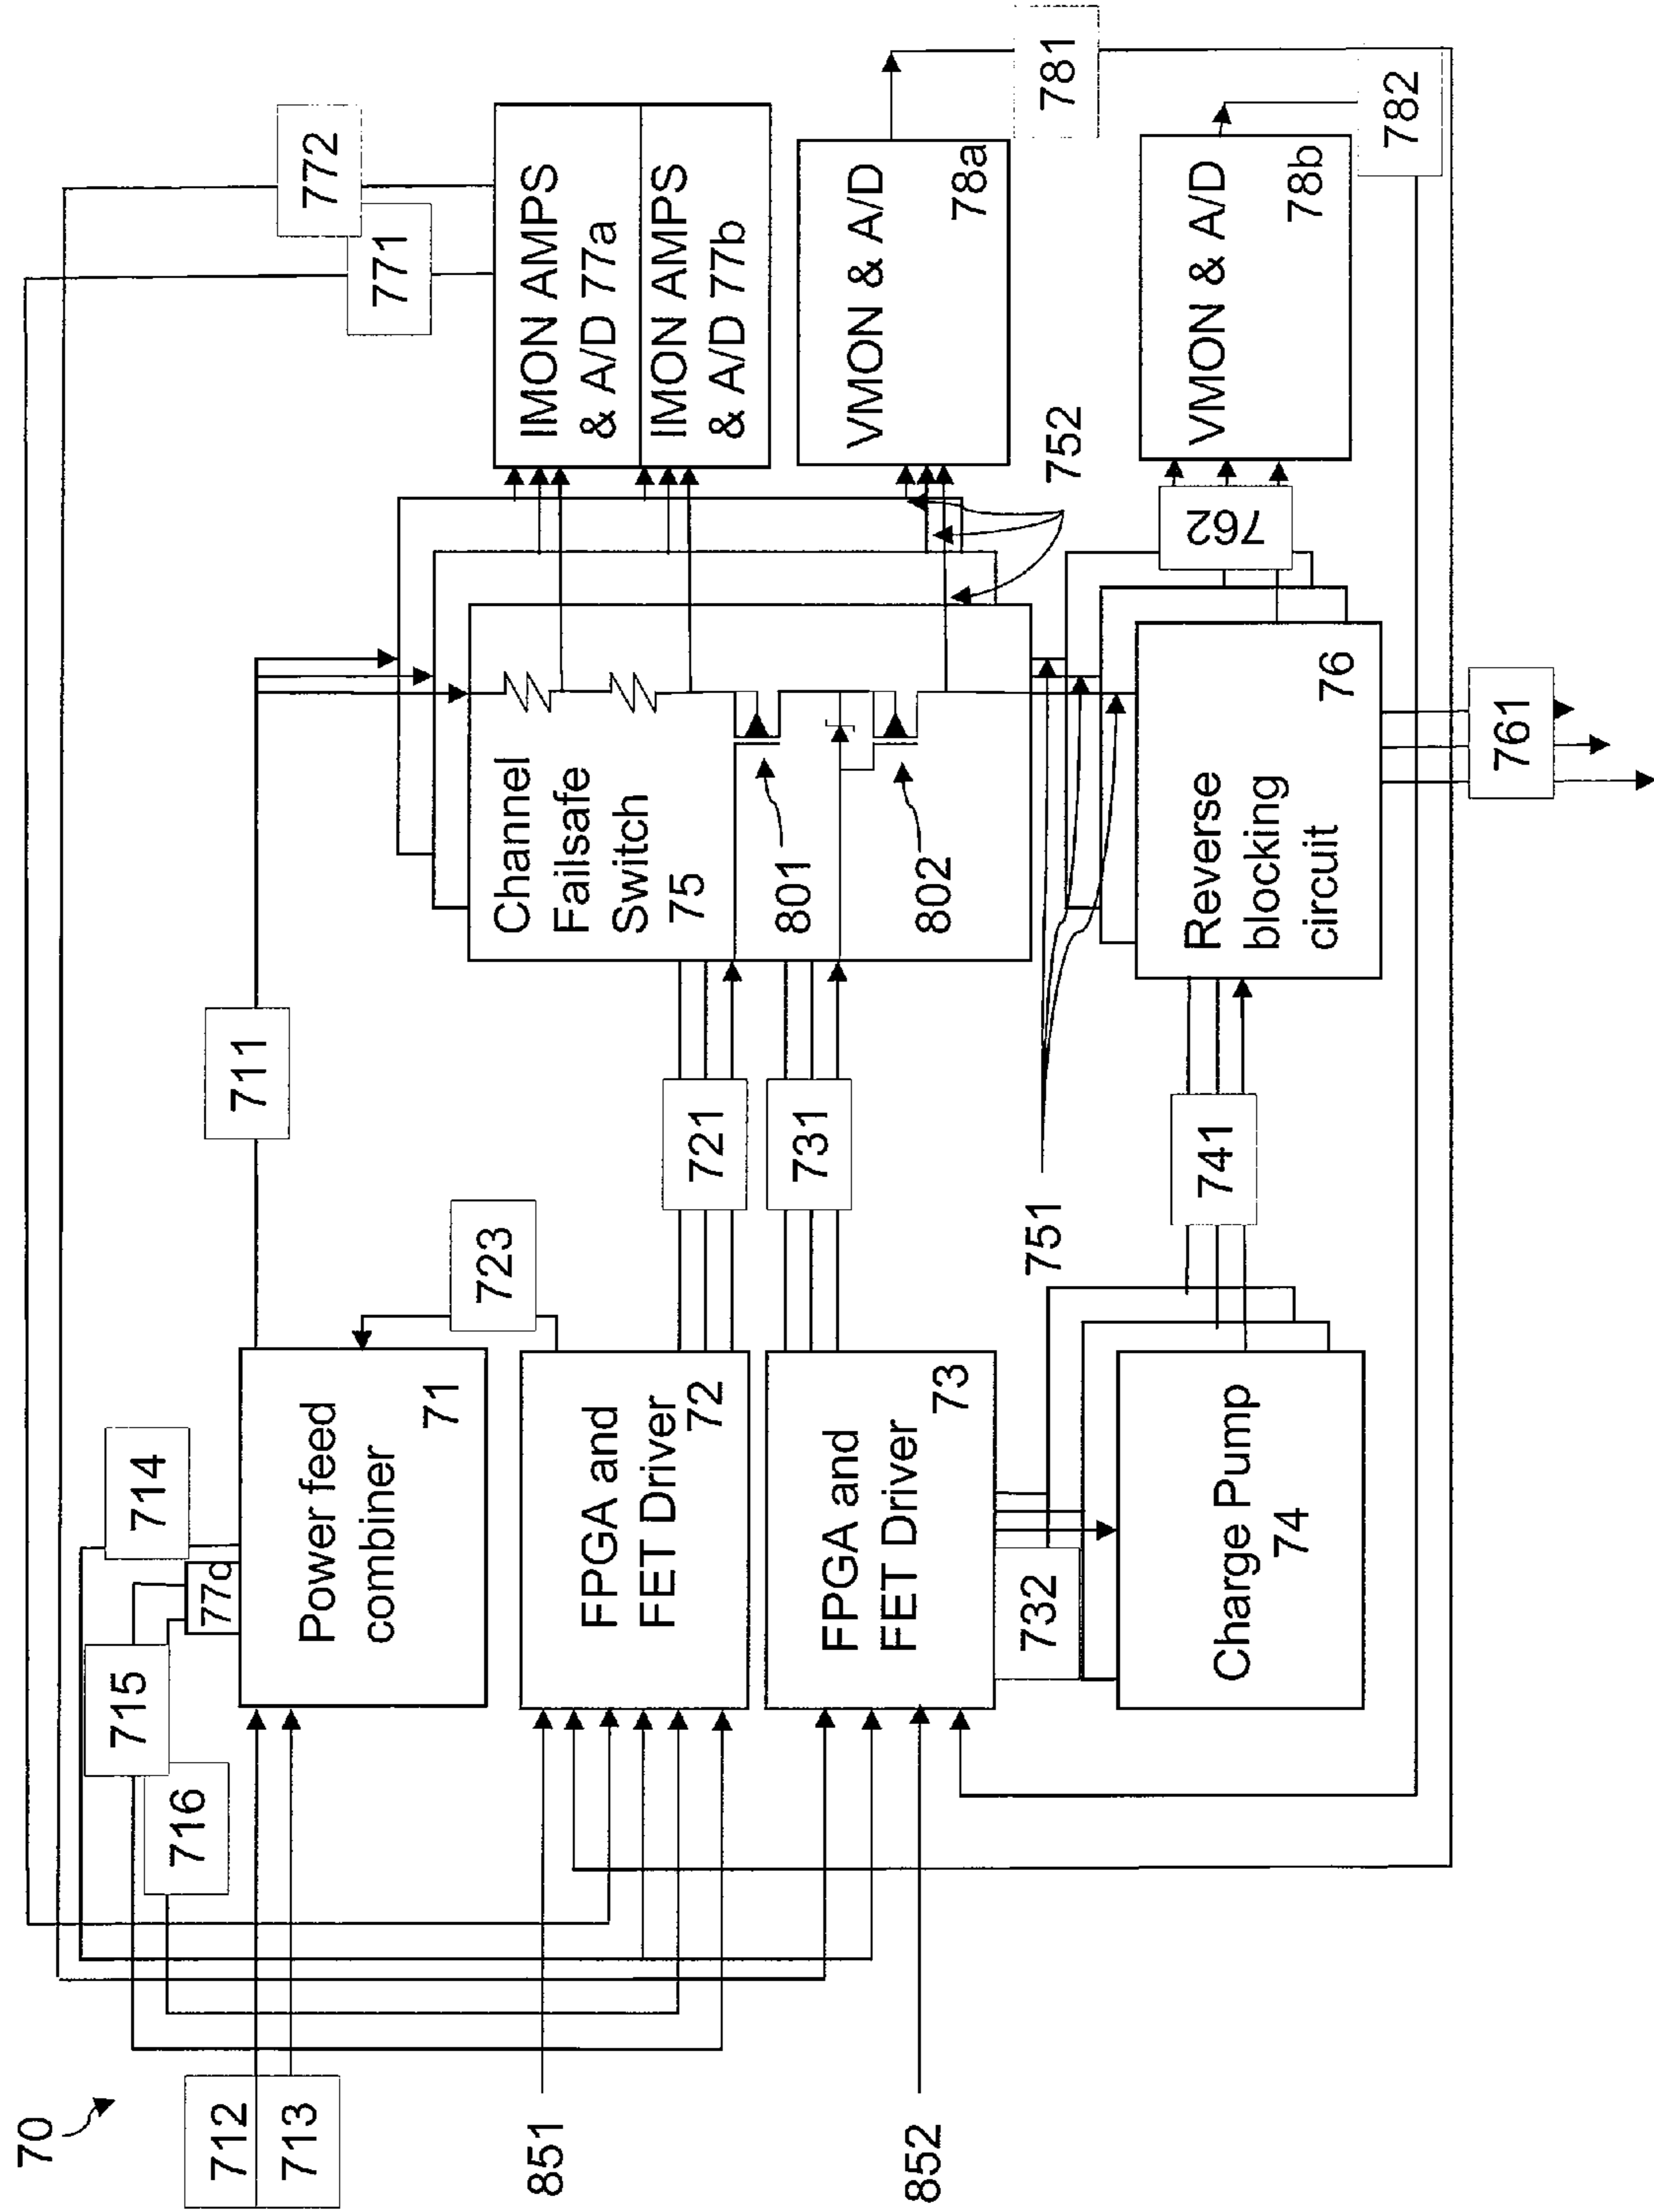 70
712
713
851
852
716
715
714
77c
Power feed
combiner
71
FPGA and
FET Driver
72
FPGA and
FET Driver
73
732
Charge Pump
74
723
711
721
731
741
751
Channel
Failsafe
Switch
75
801
802
Reverse
blocking
circuit
76
761
762
752
771
772
IMON AMPS
& A/D 77a
IMON AMPS
& A/D 77b
VMON & A/D
78a
VMON & A/D
78b
781
782